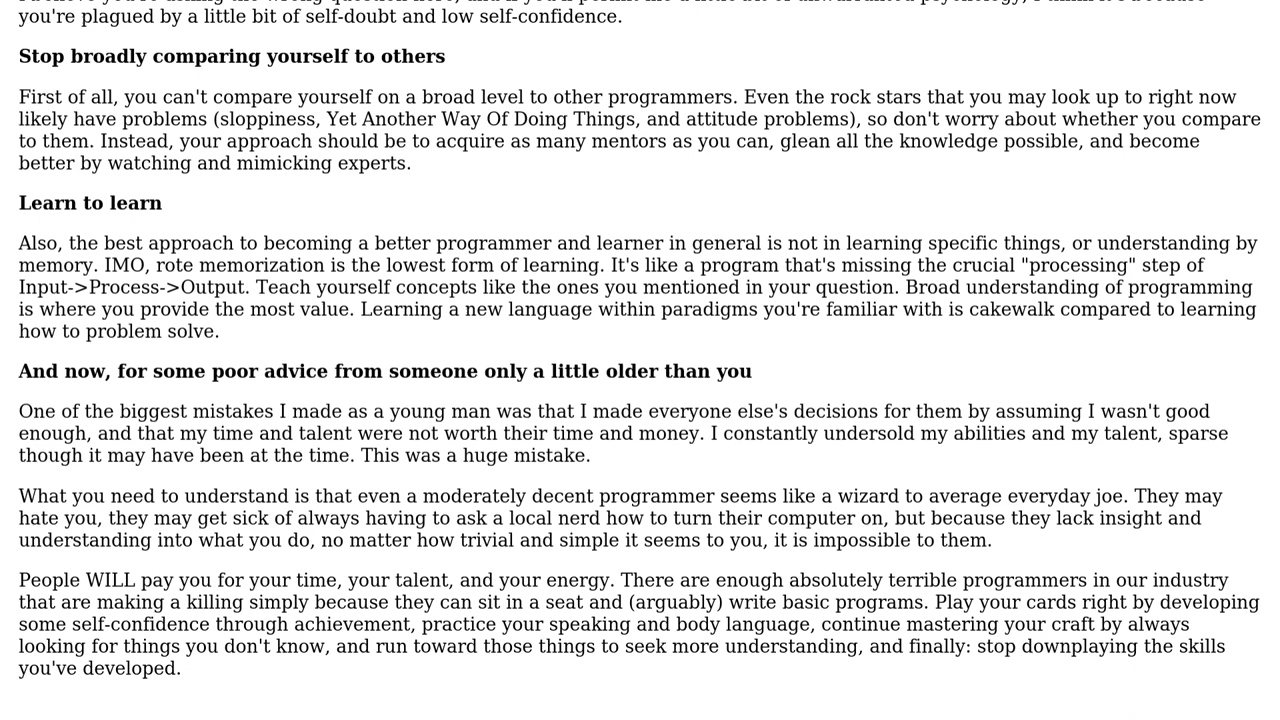 you're plagued by a little bit of self-doubt and low self-confidence.
Stop broadly comparing yourself to others
First of all, you can't compare yourself on a broad level to other programmers. Even the rock stars that you may look up to right now
likely have problems (sloppiness, Yet Another Way Of Doing Things, and attitude problems), so don't worry about whether you compare
to them. Instead, your approach should be to acquire as many mentors as you can, glean all the knowledge possible, and become
better by watching and mimicking experts.
Learn to learn
Also, the best approach to becoming a better programmer and learner in general is not in learning specific things, or understanding by
memory. IMO, rote memorization is the lowest form of learning. It's like a program that's missing the crucial "processing" step of
Input->Process->Output. Teach yourself concepts like the ones you mentioned in your question. Broad understanding of programming
is where you provide the most value. Learning a new language within paradigms you're familiar with is cakewalk compared to learning
how to problem solve.
And now, for some poor advice from someone only a little older than you
One of the biggest mistakes I made as a young man was that I made everyone else's decisions for them by assuming I wasn't good
enough, and that my time and talent were not worth their time and money. I constantly undersold my abilities and my talent, sparse
though it may have been at the time. This was a huge mistake.
What you need to understand is that even a moderately decent programmer seems like a wizard to average everyday joe. They may
hate you, they may get sick of always having to ask a local nerd how to turn their computer on, but because they lack insight and
understanding into what you do, no matter how trivial and simple it seems to you, it is impossible to them.
People WILL pay you for your time, your talent, and your energy. There are enough absolutely terrible programmers in our industry
that are making a killing simply because they can sit in a seat and (arguably) write basic programs. Play your cards right by developing
some self-confidence through achievement, practice your speaking and body language, continue mastering your craft by always
looking for things you don't know, and run toward those things to seek more understanding, and finally: stop downplaying the skills
you've developed.